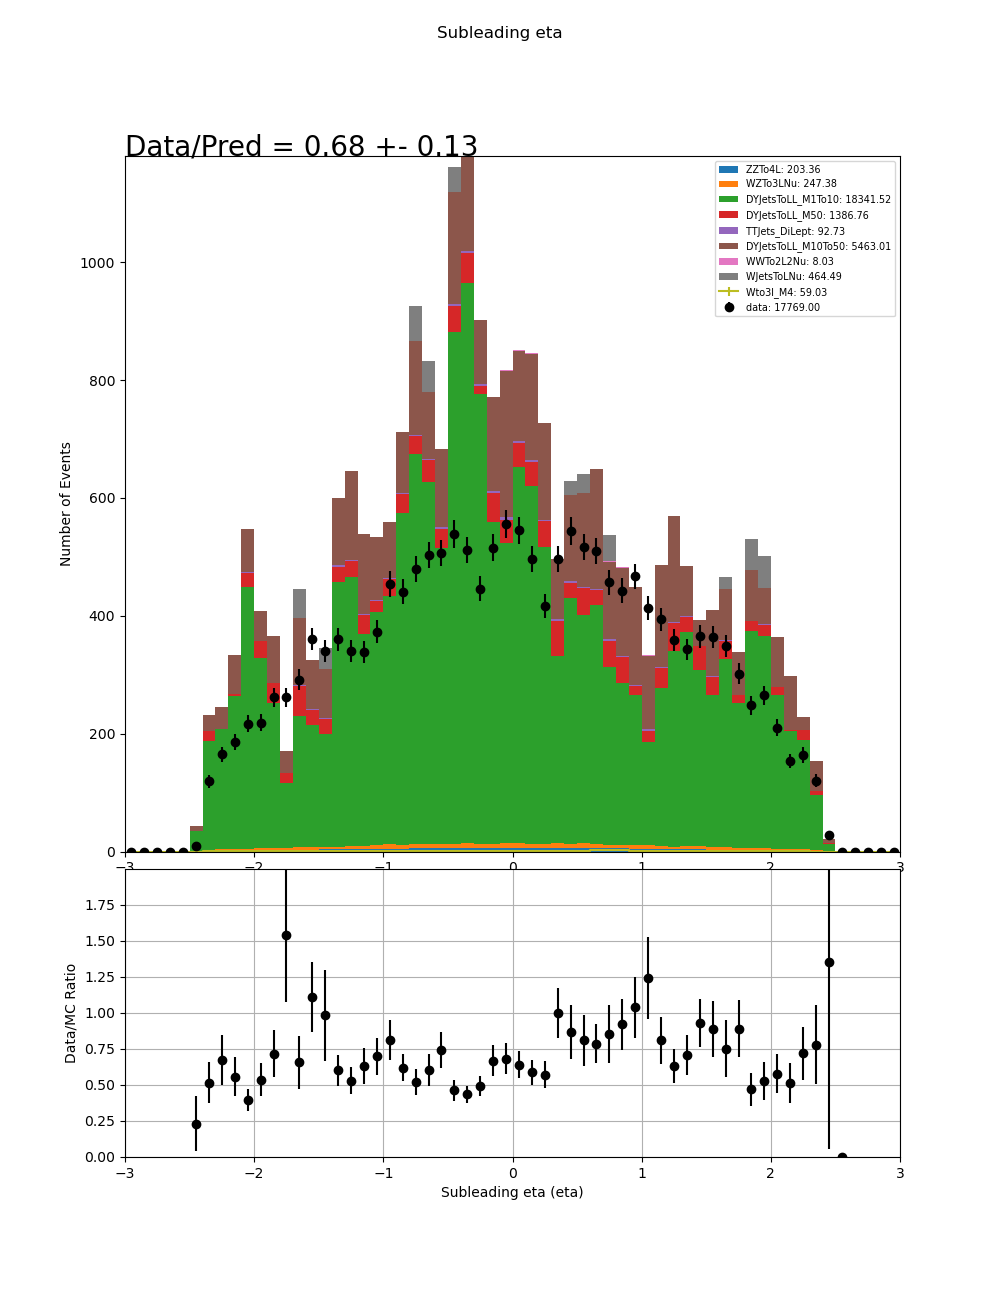 Subleading eta
Data/Pred = 0.68 +- 0.13
ZZTo4L: 203.36
WZTo3LNu: 247.38
DYJetsToLL_M1To10: 18341.52
DYJetsToLL_M50: 1386.76
TTJets_DiLept: 92.73
DYJetsToLL_M10To50: 5463.01
WWTo2L2Nu: 8.03
WJetsToLNu: 464.49
Wto3l_M4: 59.03
data: 17769.00
Number of Events
1000
800
600
400
200
0
−3 −2 −1 0 1 2 3
Data/MC Ratio
1.75
1.50
1.25
1.00
0.75
0.50
0.25
0.00
−3 −2 −1 0 1 2 3
Subleading eta (eta)